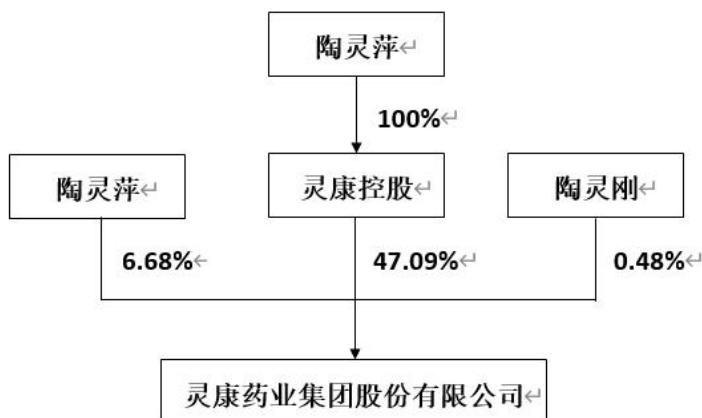 陶灵萍
100%
陶灵萍 灵康控股 陶灵刚
6.68% 47.09% 0.48%
灵康药业集团股份有限公司